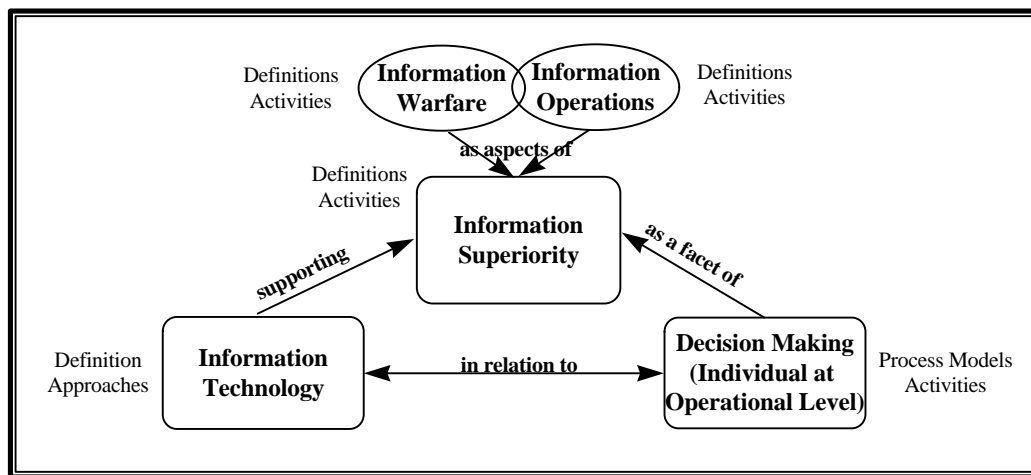 Definitions
Activities
Information
Warfare
Information
Operations
Definitions
Activities
as aspects of
Definitions
Activities
Information
Superiority
supporting
as a facet of
Definition
Approaches
Information
Technology
in relation to
Decision Making
(Individual at
Operational Level)
Process Models
Activities